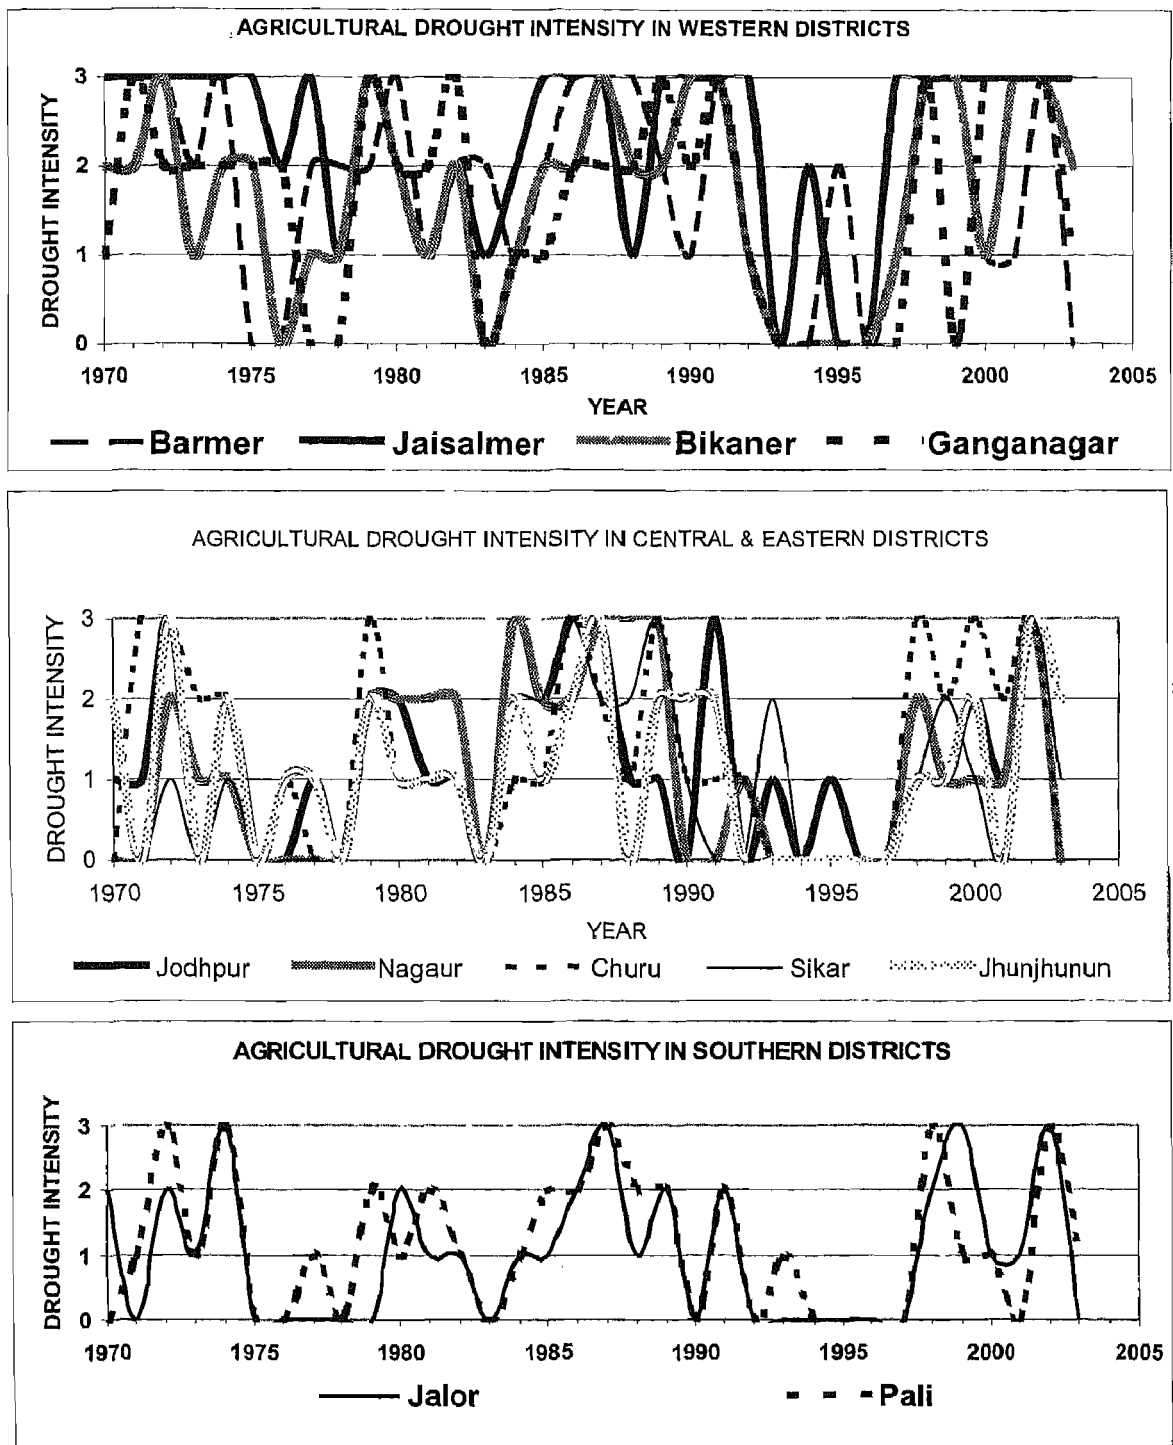 AGRICULTURAL DROUGHT INTENSITY IN WESTERN DISTRICTS
DROUGHT INTENSITY
3
2
1
0
1970 1975 1980 1985 1990 1995 2000 2005
YEAR
Barmer Jaisalmer Bikaner Ganganagar
AGRICULTURAL DROUGHT INTENSITY IN CENTRAL & EASTERN DISTRICTS
DROUGHT INTENSITY
3
2
1
0
1970 1975 1980 1985 1990 1995 2000 2005
YEAR
Jodhpur Nagaur Churu Sikar Jhunjhunun
AGRICULTURAL DROUGHT INTENSITY IN SOUTHERN DISTRICTS
DROUGHT INTENSITY
3
2
1
0
1970 1975 1980 1985 1990 1995 2000 2005
Jalor Pali